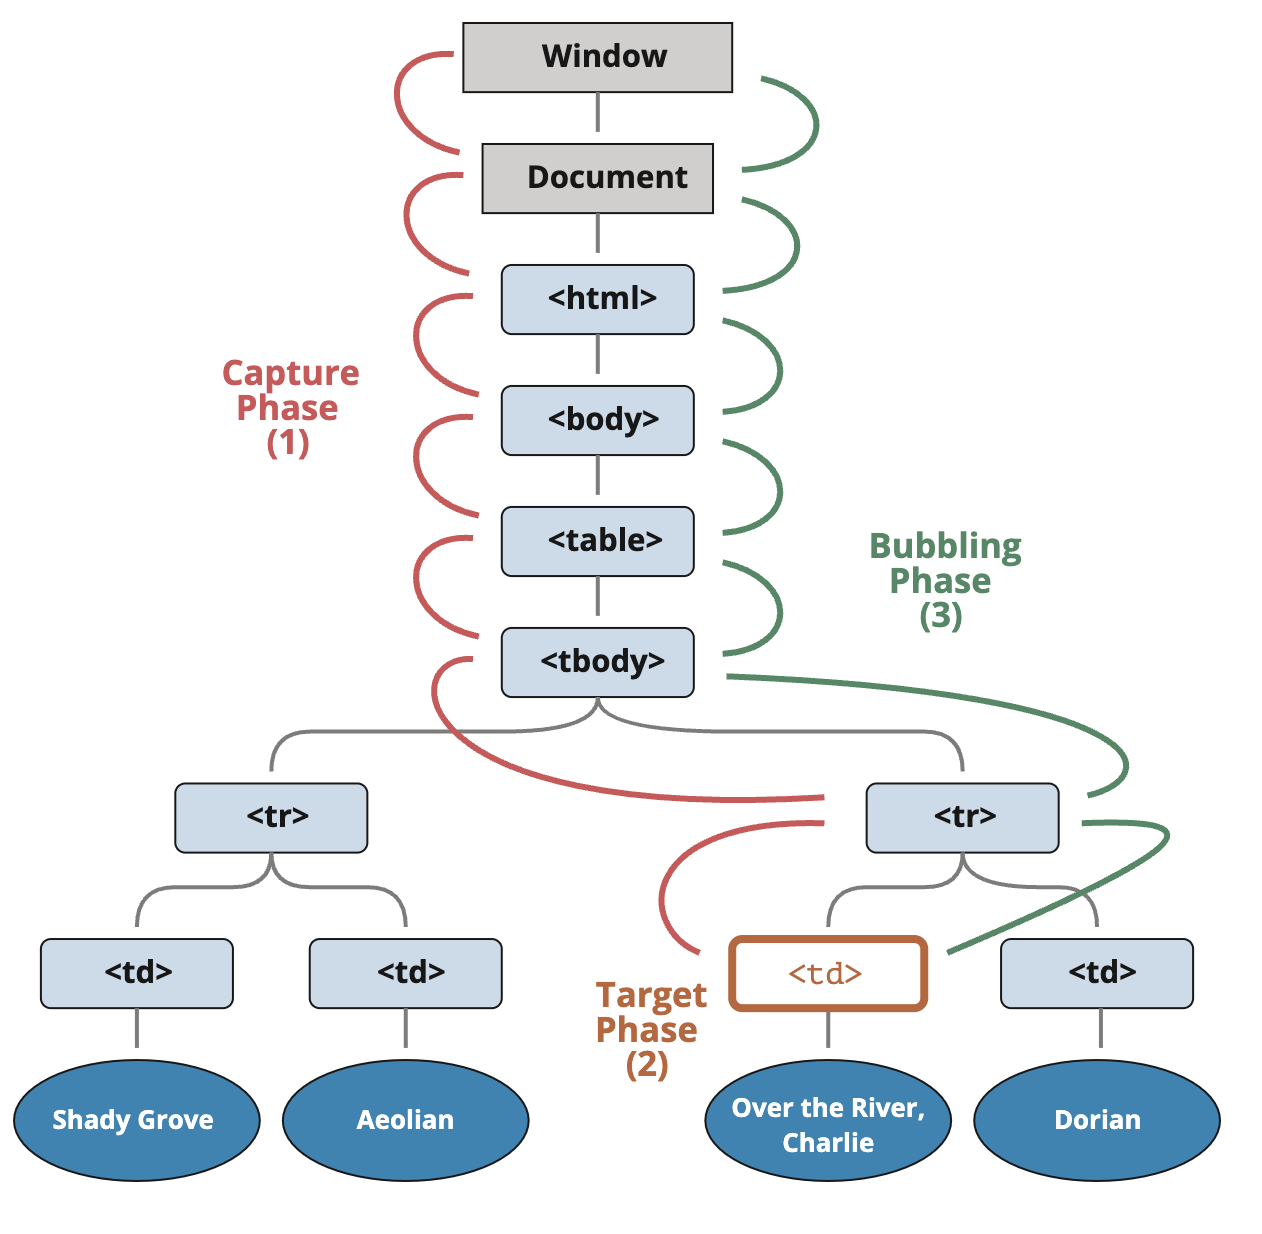 Window
Document
<html>
Capture
Phase
(1)
<body>
<table>
Bubbling
Phase
(3)
<tbody>
<tr>
<tr>
<td>
<td>
<td>
<td>
Target
Phase
(2)
Shady Grove
Aeolian
Over the River,
Charlie
Dorian